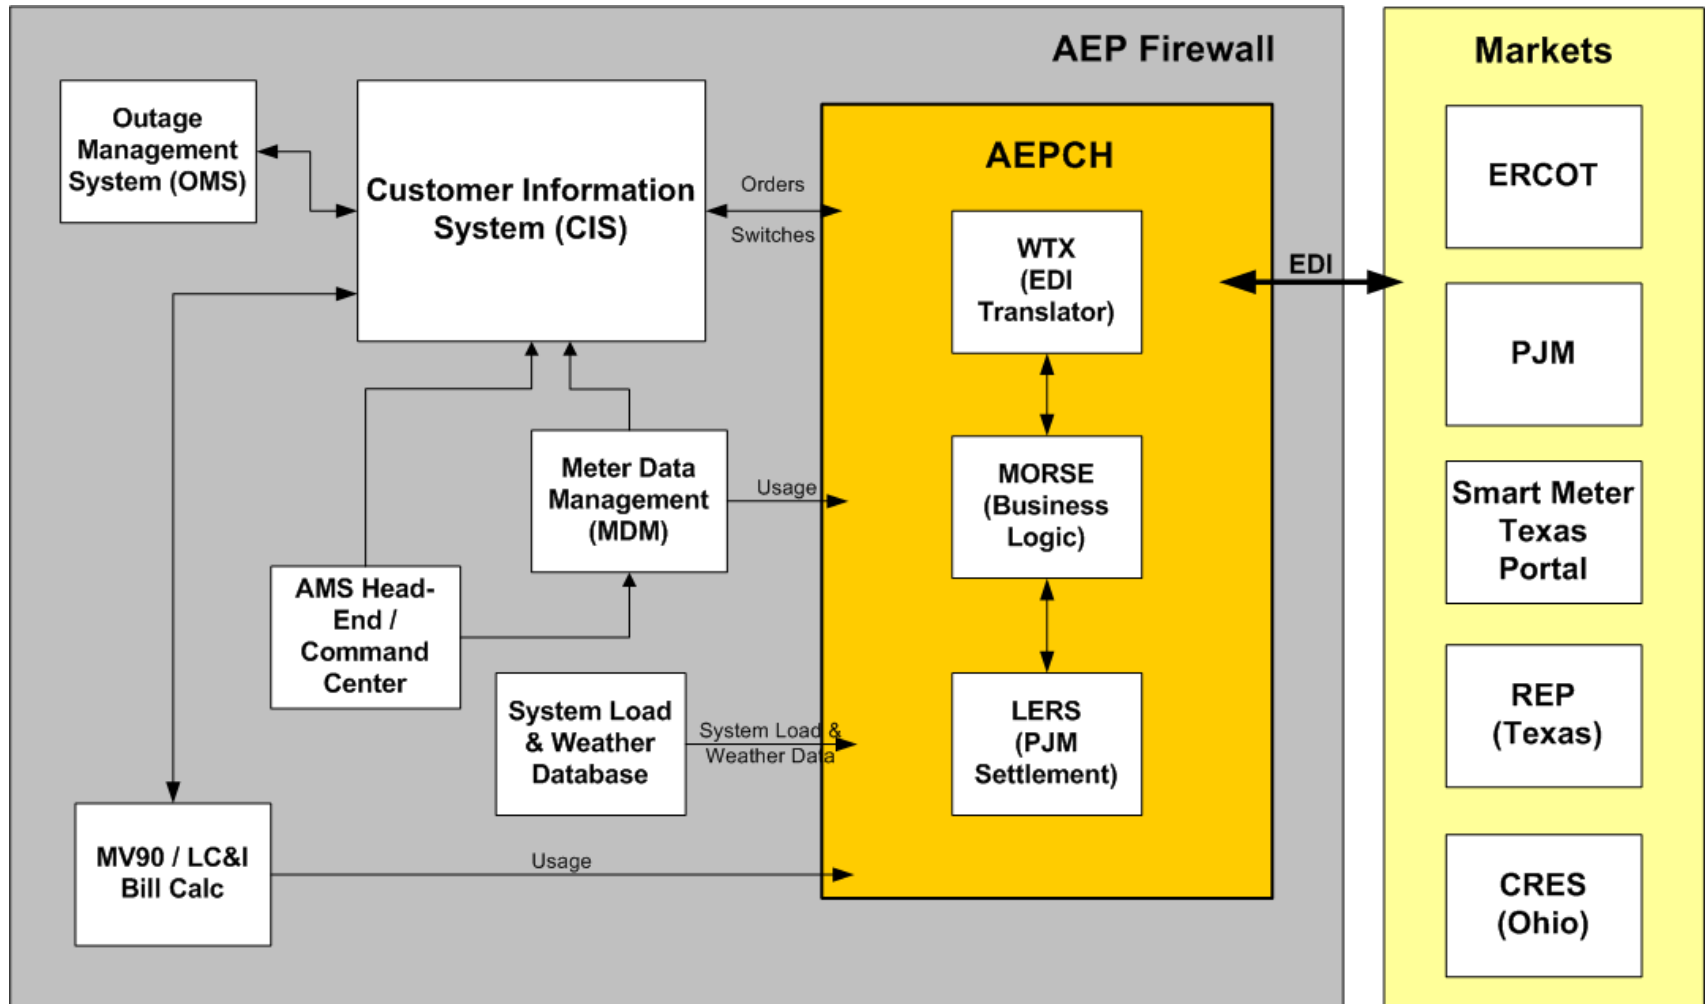 AEP Firewall
Markets
Outage
Management
System (OMS)
Customer Information
System (CIS)
Orders
Switches
AEPCH
WTX
(EDI
Translator)
EDI
ERCOT
PJM
Meter Data
Management
(MDM)
Usage
MORSE
(Business
Logic)
Smart Meter
Texas
Portal
AMS Head-
End /
Command
Center
System Load
& Weather
Database
System Load &
Weather Data
LERS
(PJM
Settlement)
REP
(Texas)
MV90 / LC&I
Bill Calc
Usage
CRES
(Ohio)